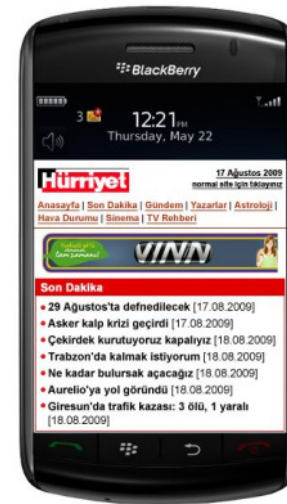 BlackBerry
3
12:21PM
Thursday, May 22
Hürriyet
17 Ağustos 2009
normal site için tıklayınız
Anasayfa | Son Dakika | Gündem | Yazarlar | Astroloji |
Hava Durumu | Sinema | TV Rehberi
VINN
Son Dakika
29 Ağustos'ta defnedilecek [17.08.2009]
Asker kalp krizi geçirdi [17.08.2009]
Çekirdek kurutuyoruz kapalıyız [18.08.2009]
Trabzon'da kalmak istiyorum [18.08.2009]
Ne kadar bulursak açacağız [18.08.2009]
Aurelio'ya yol göründü [18.08.2009]
Giresun'da trafik kazası: 3 ölü, 1 yaralı
[18.08.2009]